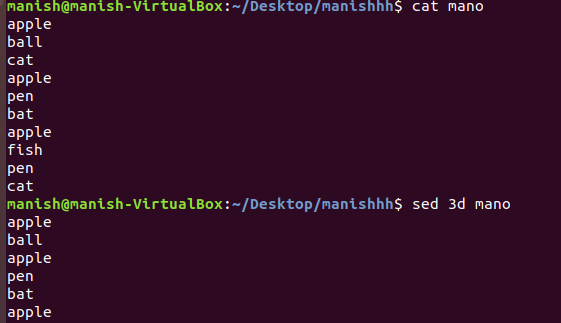 manish@manish-VirtualBox:~/Desktop/manishhh$ cat mano
apple
ball
cat
apple
pen
bat
apple
fish
pen
cat
manish@manish-VirtualBox:~/Desktop/manishhh$ sed 3d mano
apple
ball
apple
pen
bat
apple